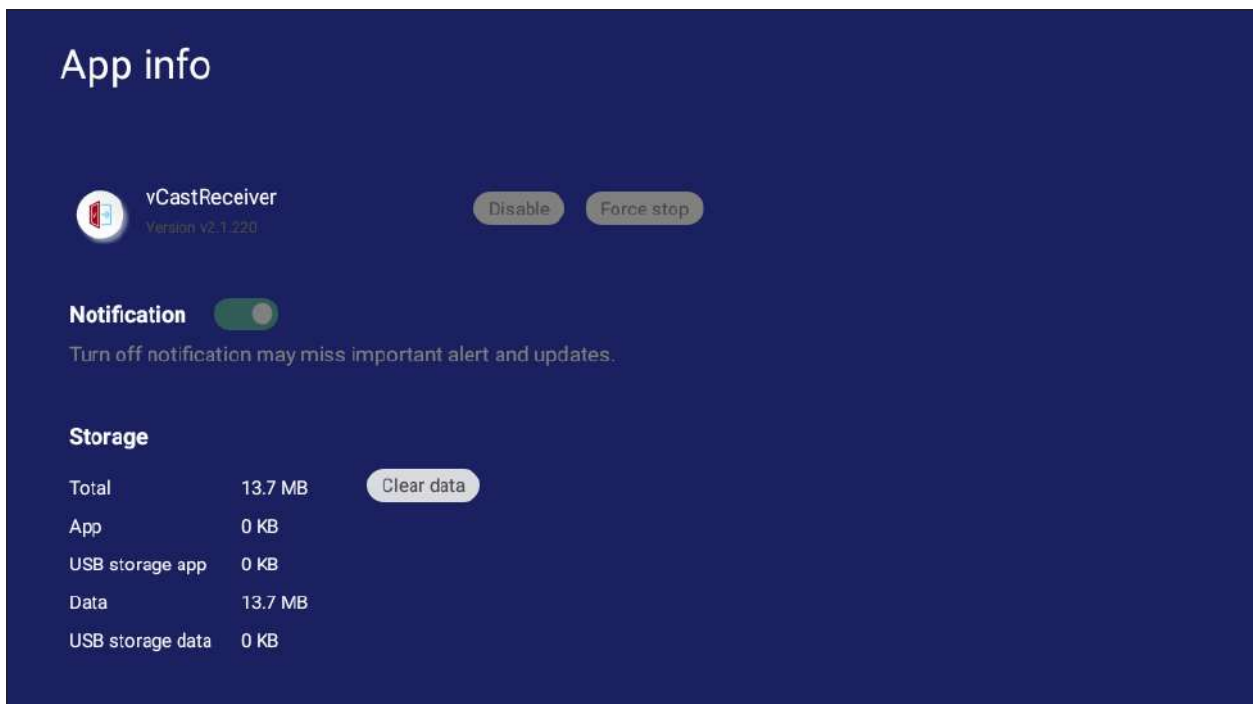 App info
vCastReceiver
Disable
Force stop
Version v2.1.220
Notification
Turn off notification may miss important alert and updates.
Storage
Total 13.7 MB
Clear data
App 0 KB
USB storage app 0 KB
Data 13.7 MB
USB storage data 0 KB